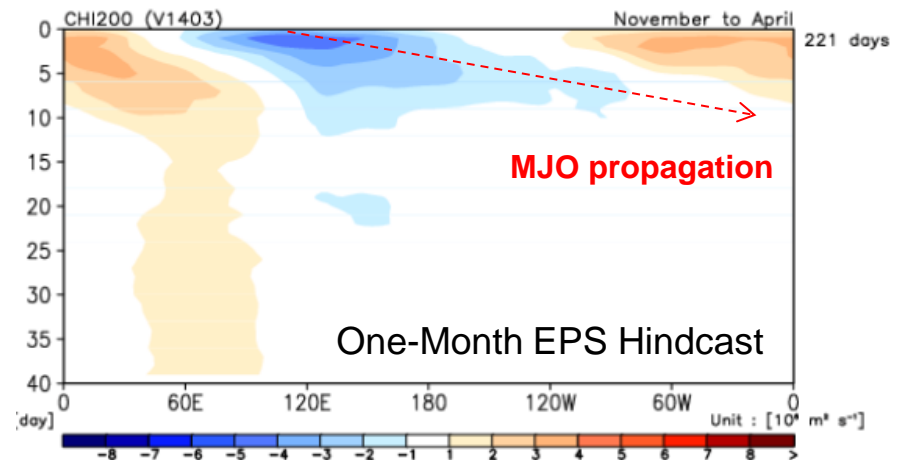 CHI200 (V1403) November to April
221 days
0
5
10
15
20
25
30
35
40
MJO propagation
One-Month EPS Hindcast
0 60E 120E 180 120W 60W 0
day] Unit : [10⁶ m² s⁻¹]
-8 -7 -6 -5 -4 -3 -2 -1 1 2 3 4 5 6 7 8 >